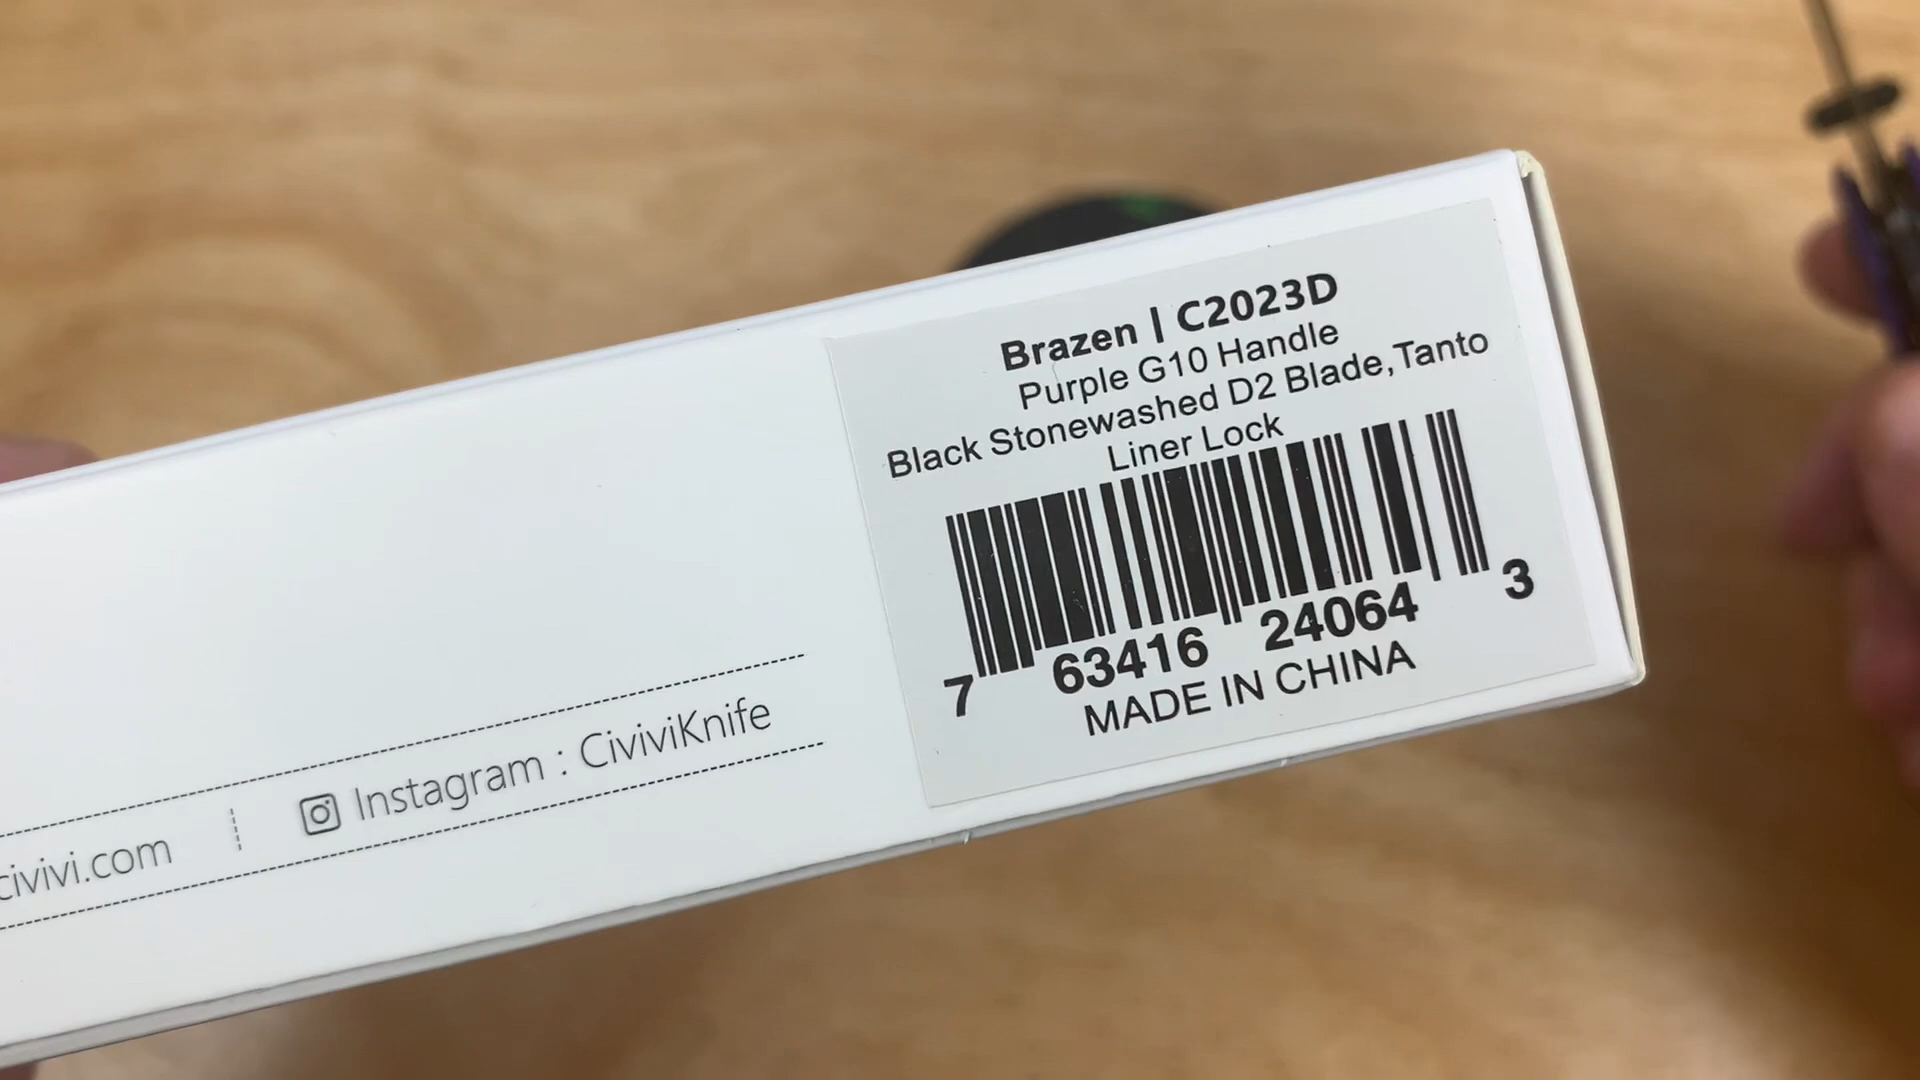 Brazen | C2023D
Purple G10 Handle
Black Stonewashed D2 Blade, Tanto
Liner Lock
7 63416 24064 3
MADE IN CHINA
civivi.com
Instagram : CiviviKnife